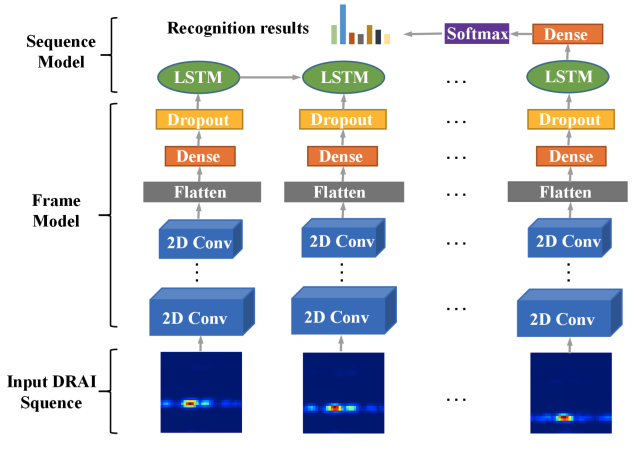 Sequence
Model
Recognition results
Softmax
Dense
LSTM
LSTM
...
LSTM
Frame
Model
Dropout
Dropout
...
Dropout
Dense
Dense
...
Dense
Flatten
Flatten
...
Flatten
2D Conv
2D Conv
...
2D Conv
2D Conv
2D Conv
...
2D Conv
Input DRAI
Squence
...